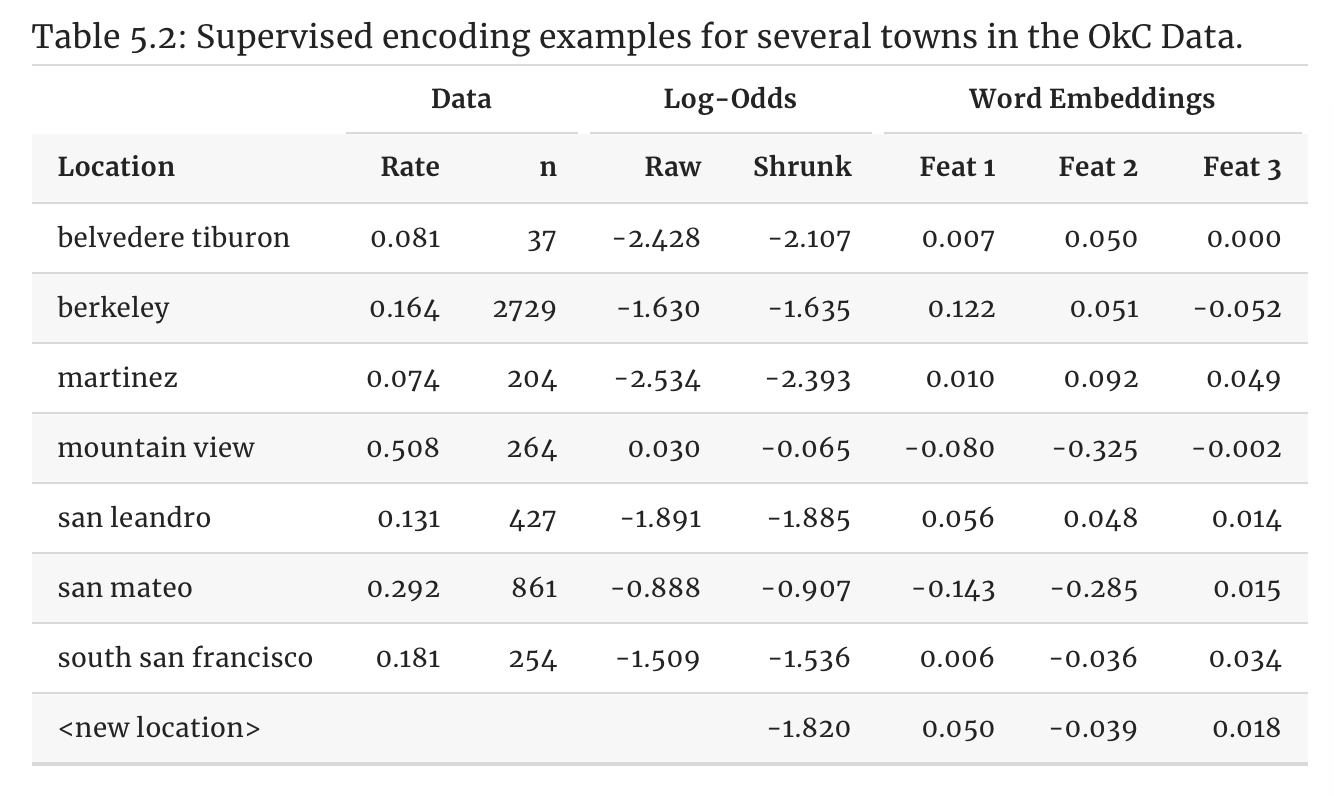 Table 5.2: Supervised encoding examples for several towns in the OkC Data.
Data Log-Odds Word Embeddings
Location Rate n Raw Shrunk Feat 1 Feat 2 Feat 3
belvedere tiburon 0.081 37 -2.428 -2.107 0.007 0.050 0.000
berkeley 0.164 2729 -1.630 -1.635 0.122 0.051 -0.052
martinez 0.074 204 -2.534 -2.393 0.010 0.092 0.049
mountain view 0.508 264 0.030 -0.065 -0.080 -0.325 -0.002
san leandro 0.131 427 -1.891 -1.885 0.056 0.048 0.014
san mateo 0.292 861 -0.888 -0.907 -0.143 -0.285 0.015
south san francisco 0.181 254 -1.509 -1.536 0.006 -0.036 0.034
<new location> -1.820 0.050 -0.039 0.018